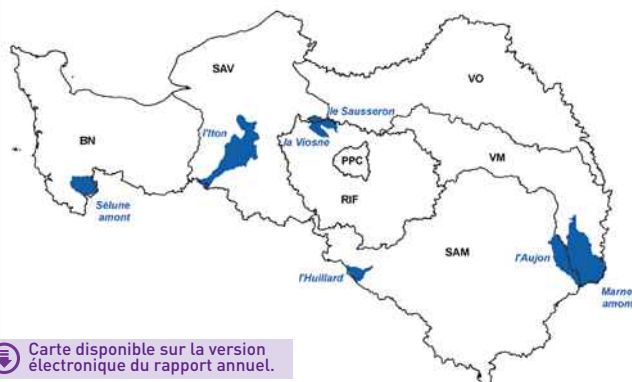 SAV
VO
le Sausseron
l'Iton
la Viosne
BN
PPC
VM
RIF
Sélune
amont
SAM
l'Aujon
l'Huillard
Marne
amont
Carte disponible sur la version
électronique du rapport annuel.